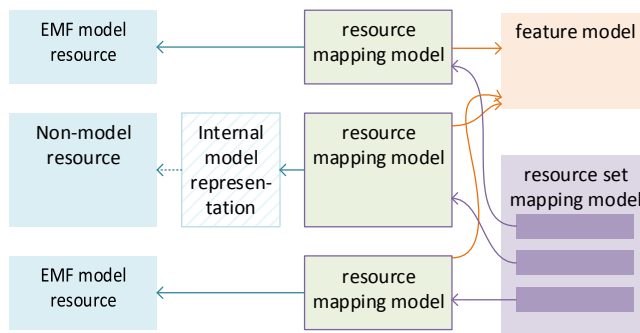 EMF model
resource
resource
mapping model
feature model
Non-model
resource
Internal
model
represen-
tation
resource
mapping model
resource set
mapping model
EMF model
resource
resource
mapping model